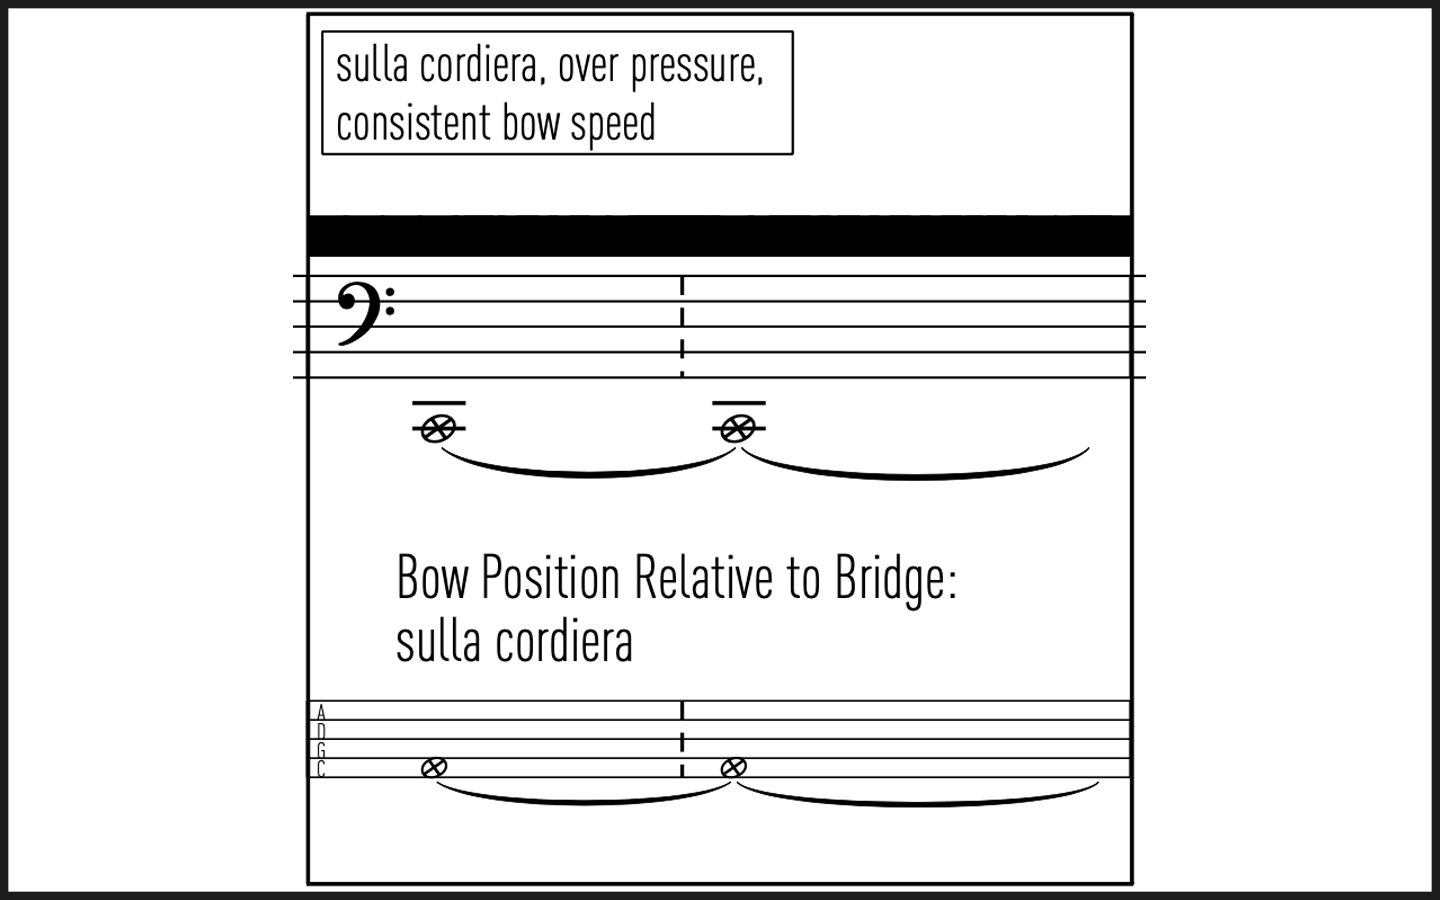 sulla cordiera, over pressure,
consistent bow speed
Bow Position Relative to Bridge:
sulla cordiera
A
D
G
C